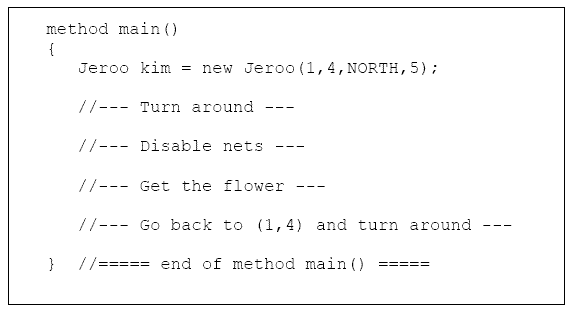 method main()
{
Jeroo kim = new Jeroo(1,4,NORTH,5);
//--- Turn around ---
//--- Disable nets ---
//--- Get the flower ---
//--- Go back to (1,4) and turn around ---
} //===== end of method main() =====